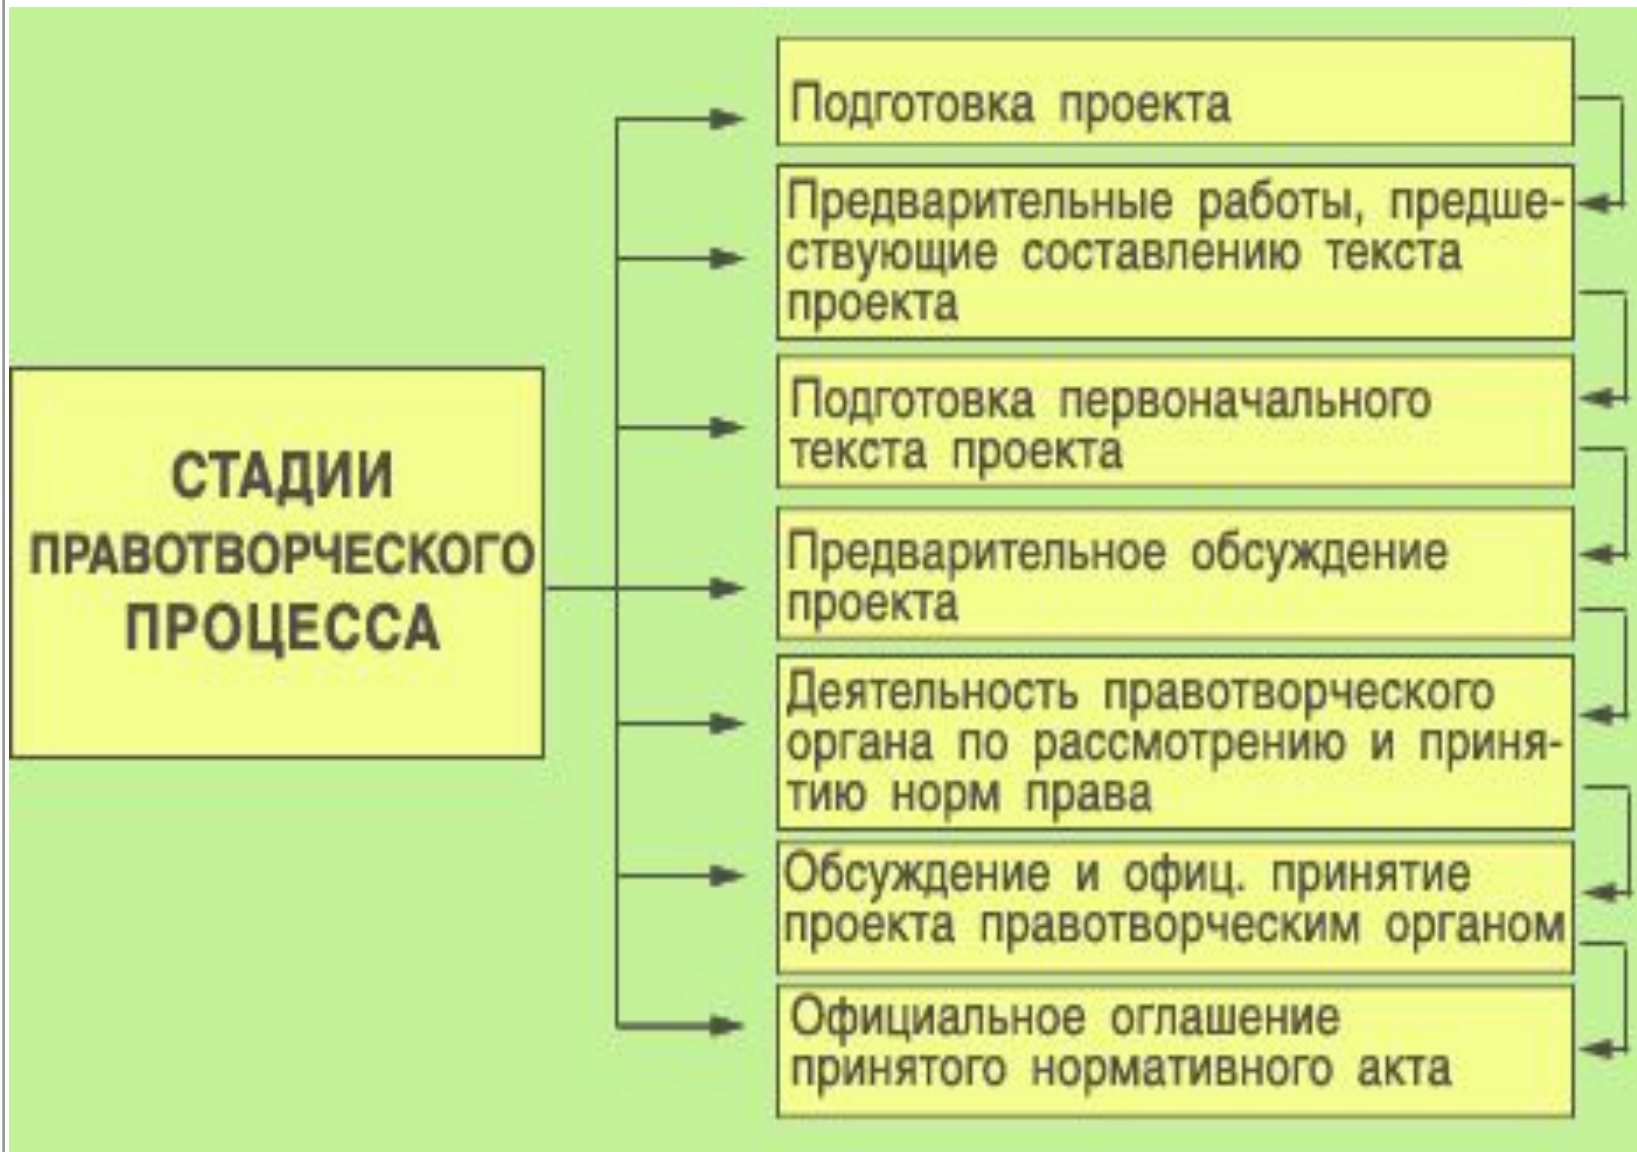 СТАДИИ
ПРАВОТВОРЧЕСКОГО
ПРОЦЕССА
Подготовка проекта
Предварительные работы, предше-
ствующие составлению текста
проекта
Подготовка первоначального
текста проекта
Предварительное обсуждение
проекта
Деятельность правотворческого
органа по рассмотрению и приня-
тию норм права
Обсуждение и офиц. принятие
проекта правотворческим органом
Официальное оглашение
принятого нормативного акта